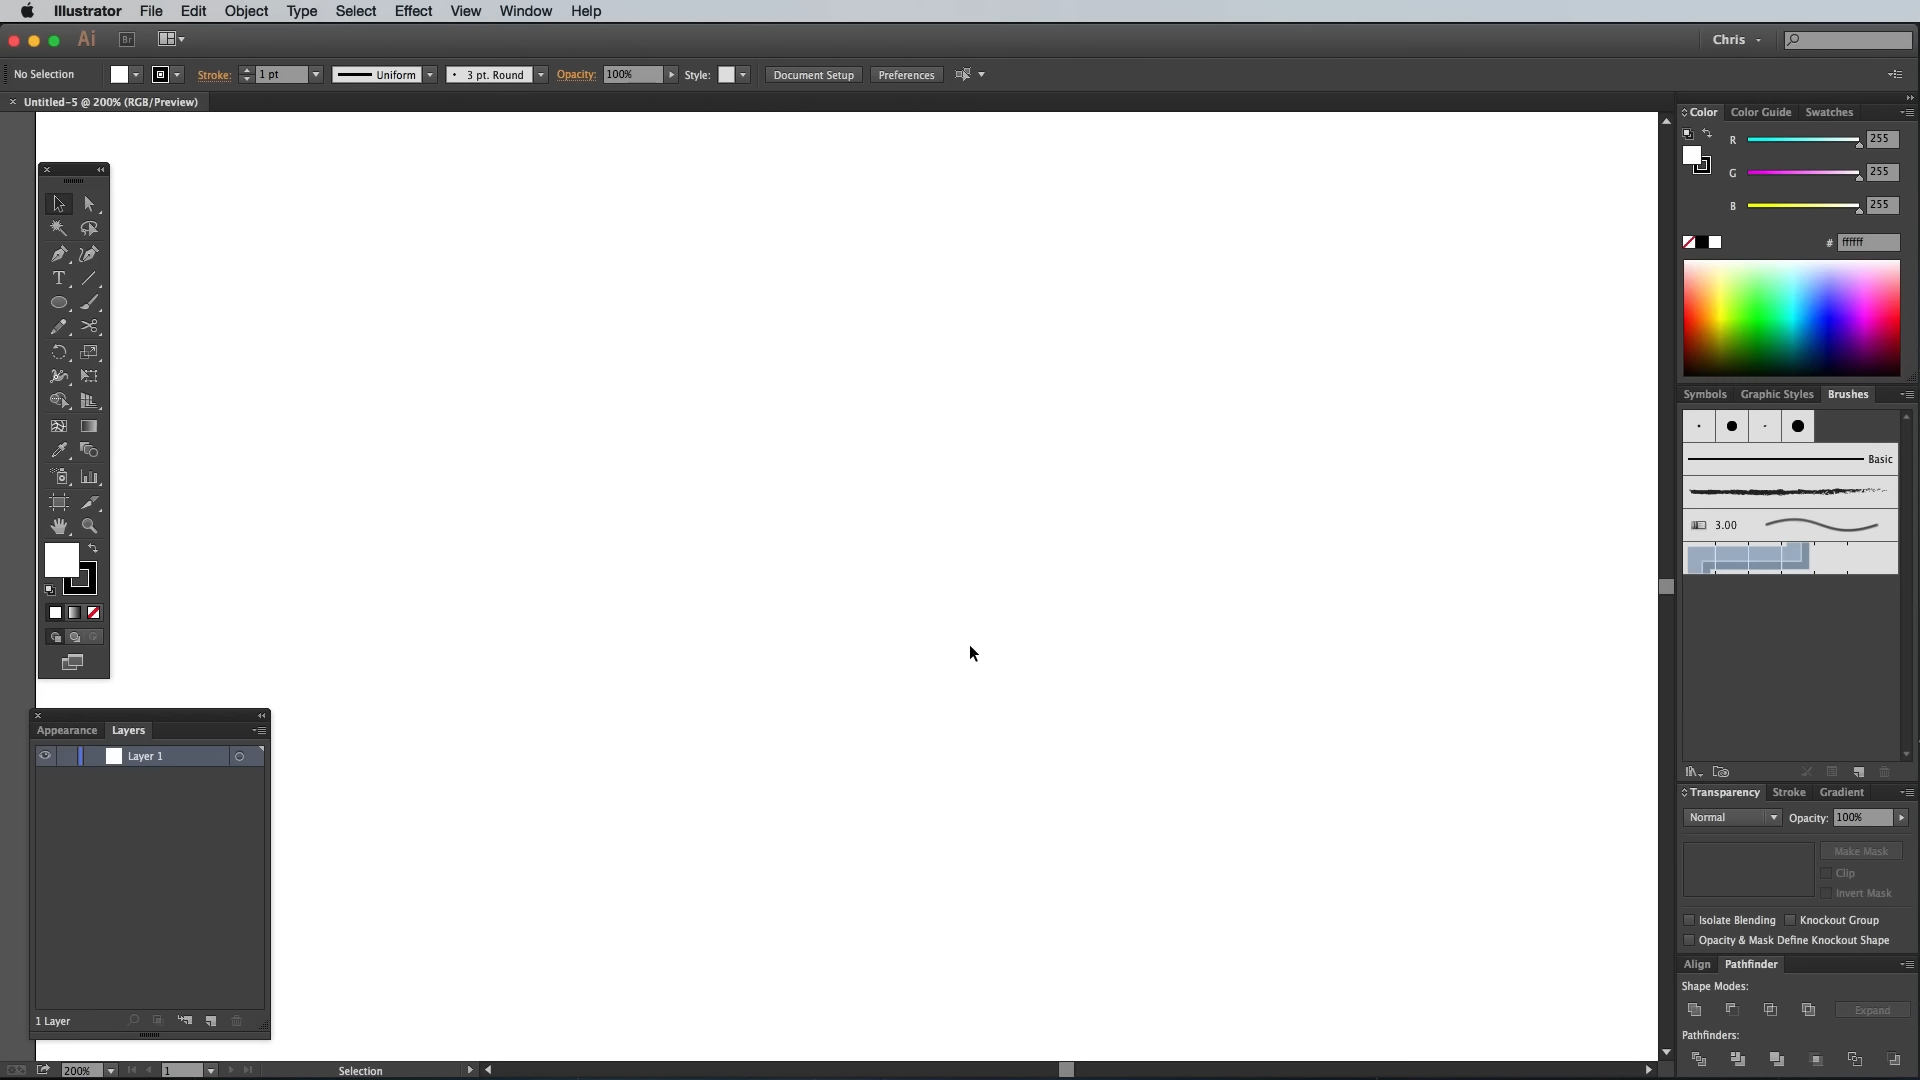 Illustrator File Edit Object Type Select Effect View Window Help
Ai Br Chris
No Selection Stroke: 1 pt Uniform 3 pt. Round Opacity: 100% Style: Document Setup Preferences
Untitled-5 @ 200% (RGB/Preview)
Color Color Guide Swatches
R 255
G 255
B 255
# ffffff
Symbols Graphic Styles Brushes
Basic
3.00
Appearance Layers
Layer 1
1 Layer
Transparency Stroke Gradient
Normal Opacity: 100%
Make Mask
Clip
Invert Mask
Isolate Blending Knockout Group
Opacity & Mask Define Knockout Shape
Align Pathfinder
Shape Modes:
Expand
Pathfinders:
200% 1 Selection